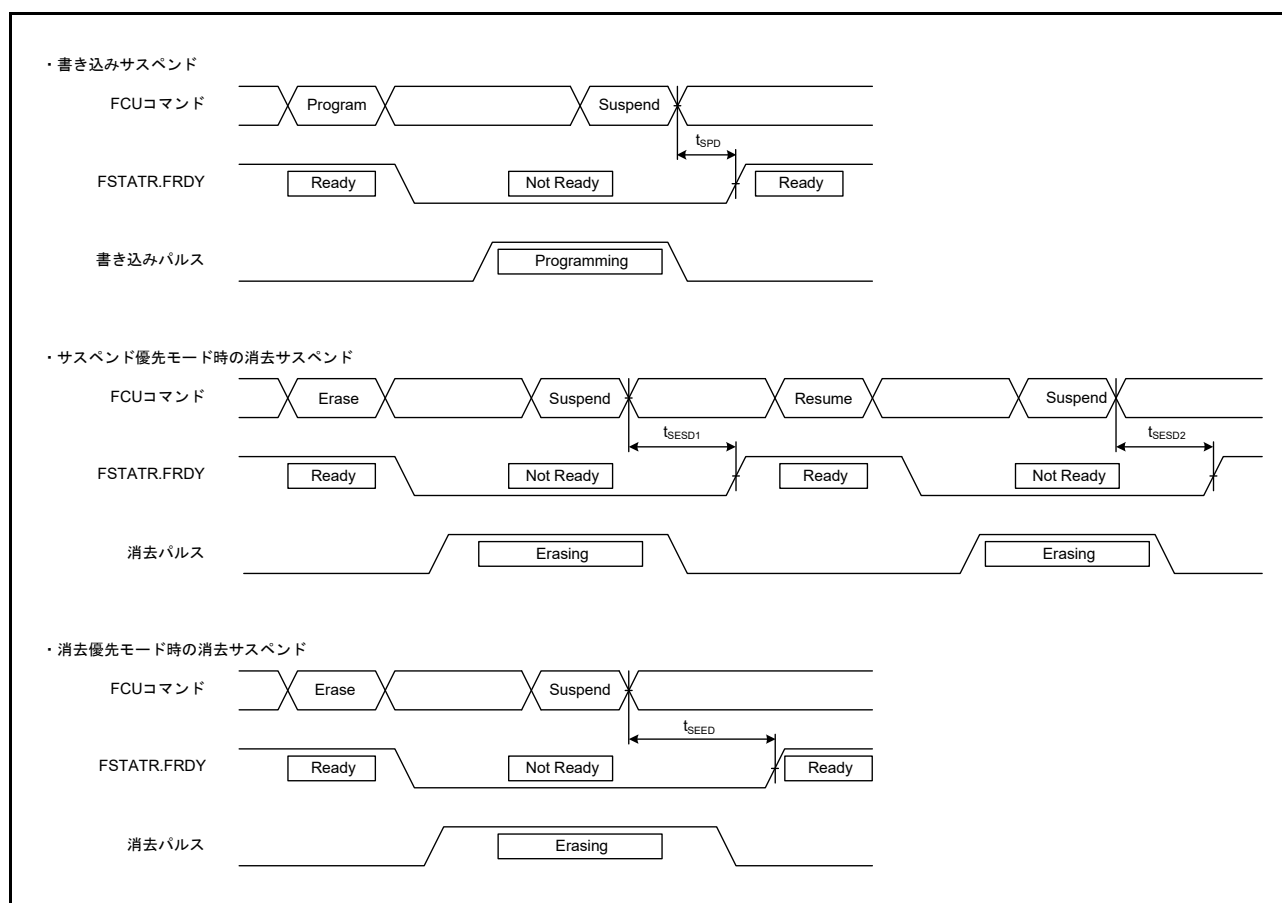 ・書き込みサスペンド
FCUコマンド Program Suspend
tSPD
FSTATR.FRDY Ready Not Ready Ready
書き込みパルス Programming
・サスペンド優先モード時の消去サスペンド
FCUコマンド Erase Suspend Resume Suspend
tSESD1 tSESD2
FSTATR.FRDY Ready Not Ready Ready Not Ready
消去パルス Erasing Erasing
・消去優先モード時の消去サスペンド
FCUコマンド Erase Suspend
tSEED
FSTATR.FRDY Ready Not Ready Ready
消去パルス Erasing